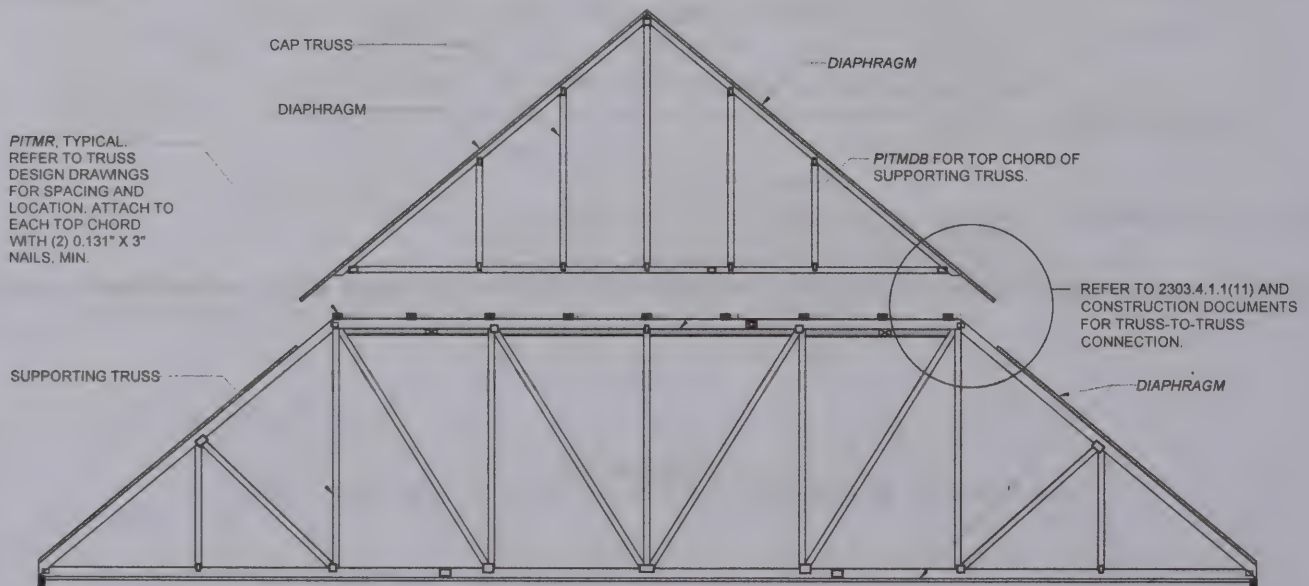 CAP TRUSS
DIAPHRAGM
DIAPHRAGM
PITMR, TYPICAL.
REFER TO TRUSS
DESIGN DRAWINGS
FOR SPACING AND
LOCATION. ATTACH TO
EACH TOP CHORD
WITH (2) 0.131" X 3"
NAILS, MIN.
PITMDB FOR TOP CHORD OF
SUPPORTING TRUSS.
REFER TO 2303.4.1.1(11) AND
CONSTRUCTION DOCUMENTS
FOR TRUSS-TO-TRUSS
CONNECTION.
SUPPORTING TRUSS
DIAPHRAGM